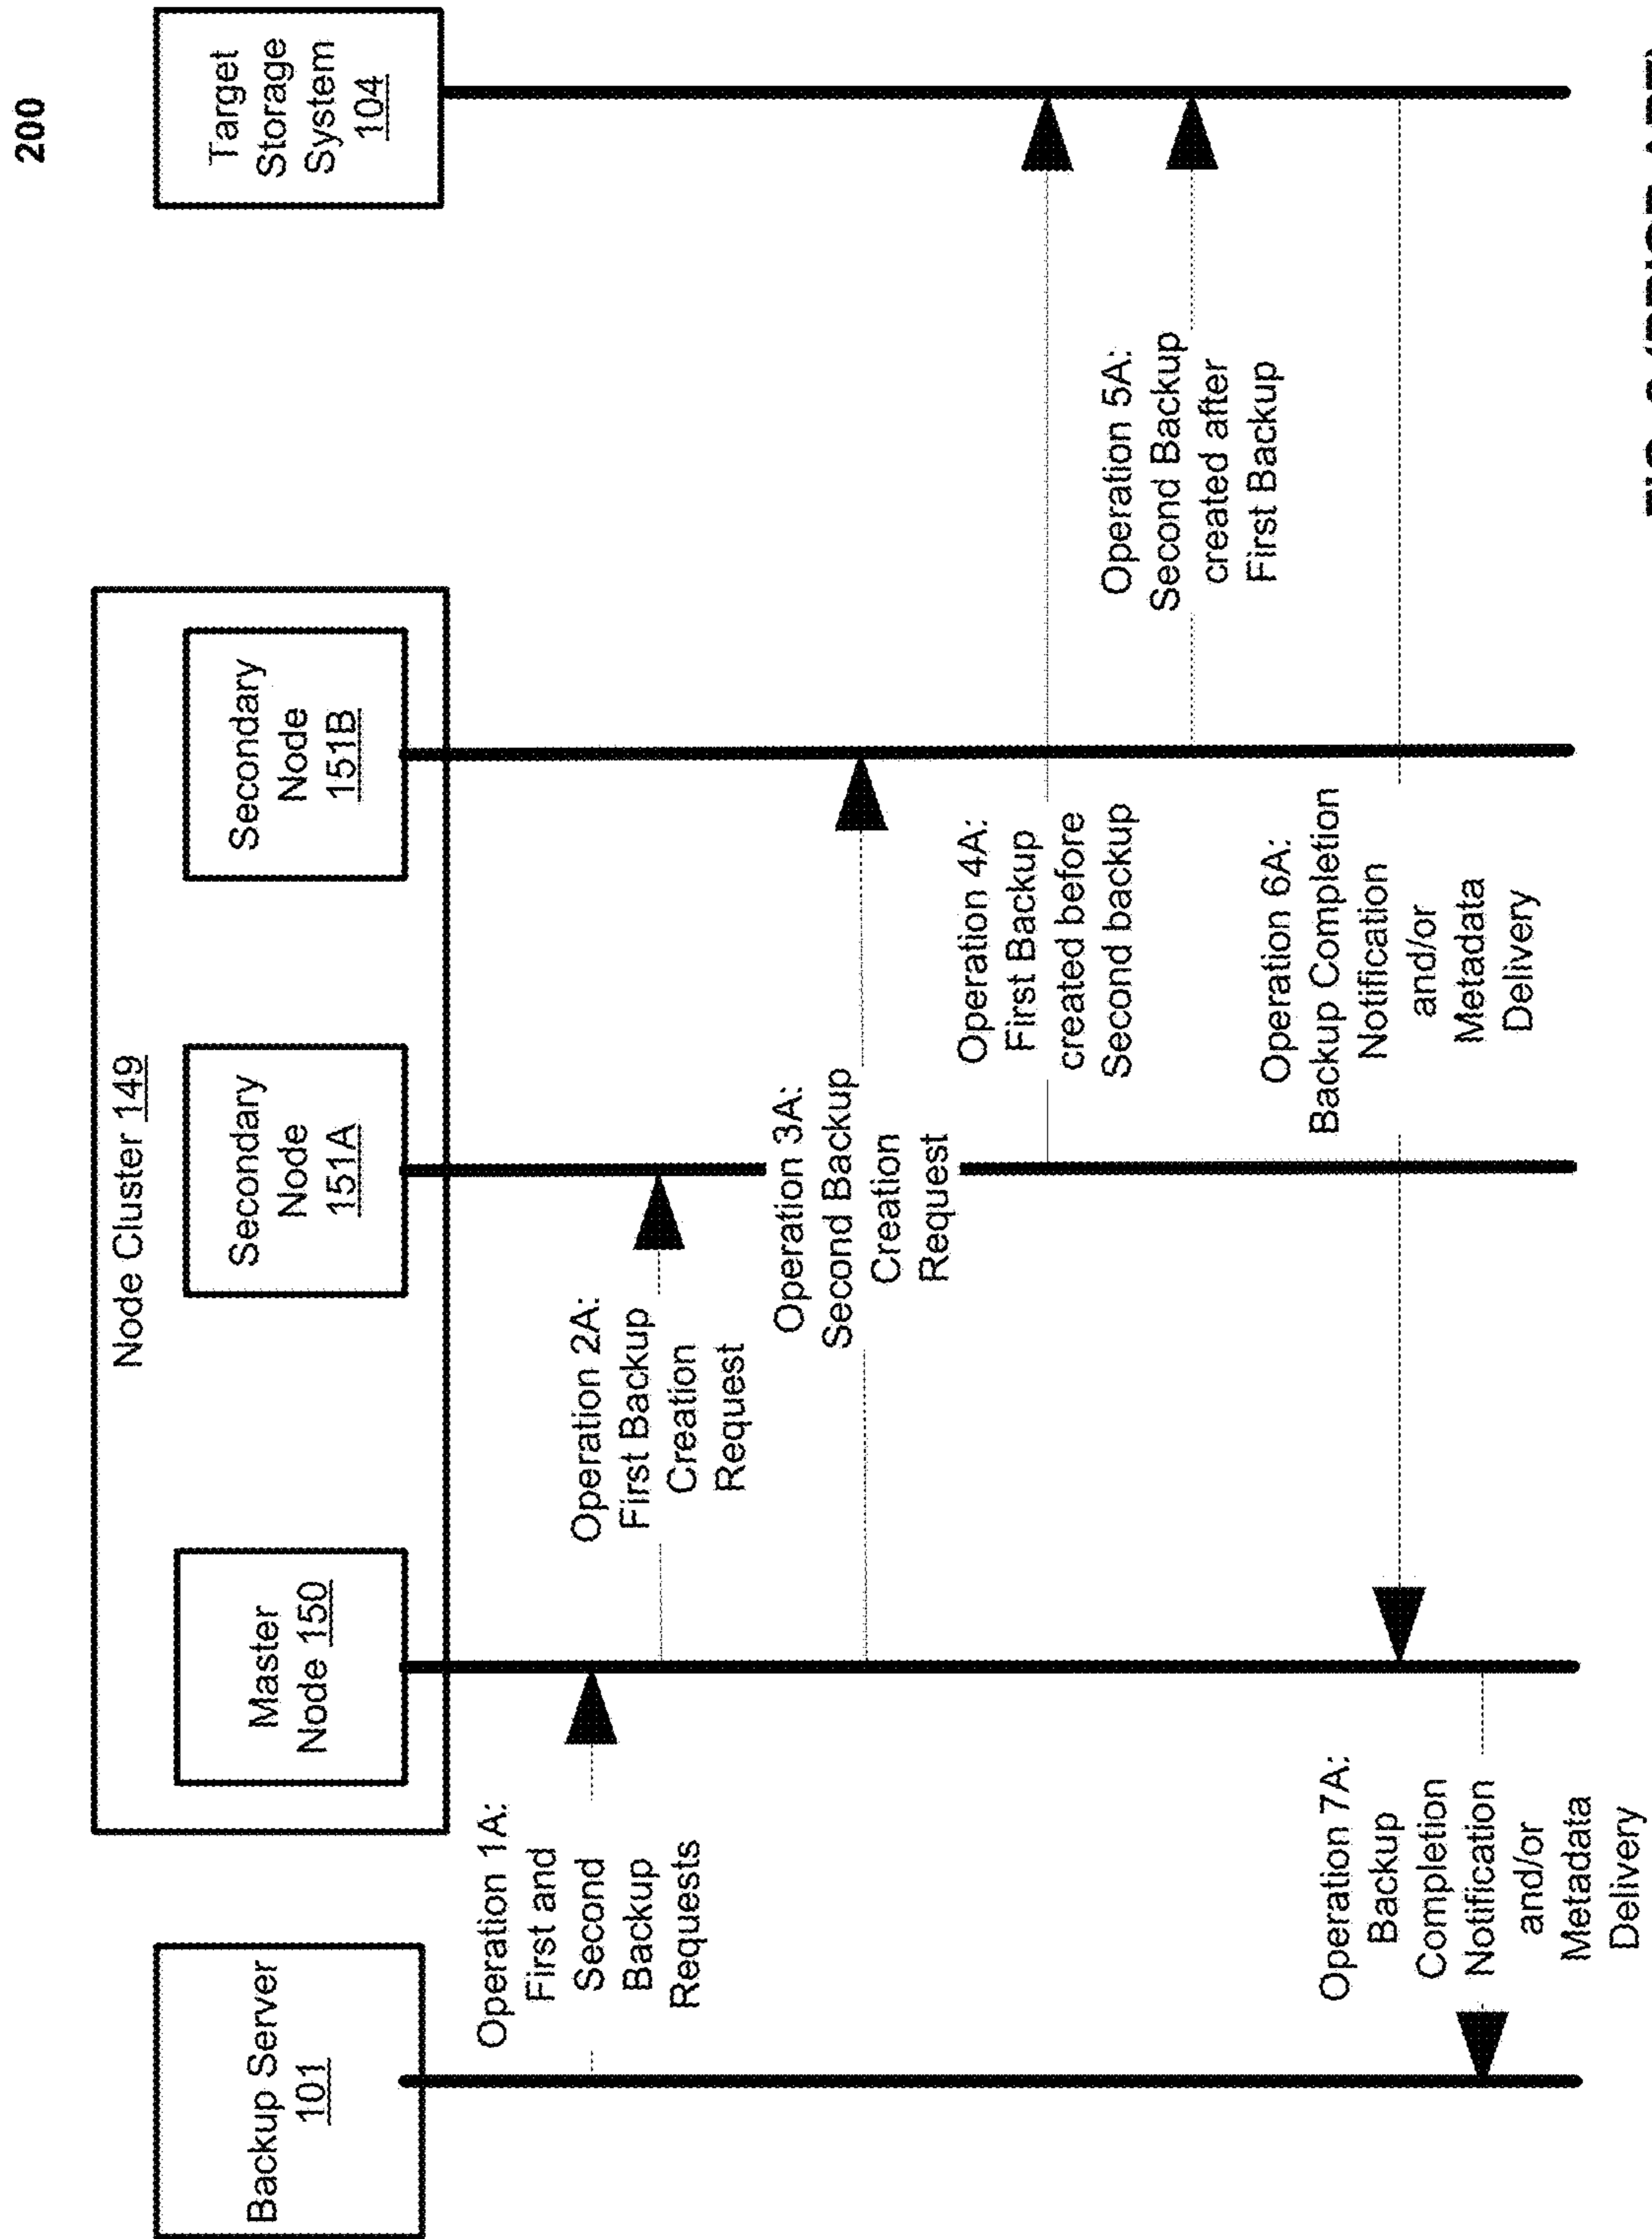 200
Backup Server
101
Node Cluster 149
Master
Node 150
Secondary
Node
151A
Secondary
Node
151B
Target
Storage
System
104
Operation 1A:
First and
Second
Backup
Requests
Operation 2A:
First Backup
Creation
Request
Operation 3A:
Second Backup
Creation
Request
Operation 4A:
First Backup
created before
Second backup
Operation 5A:
Second Backup
created after
First Backup
Operation 6A:
Backup Completion
Notification
and/or
Metadata
Delivery
Operation 7A:
Backup
Completion
Notification
and/or
Metadata
Delivery